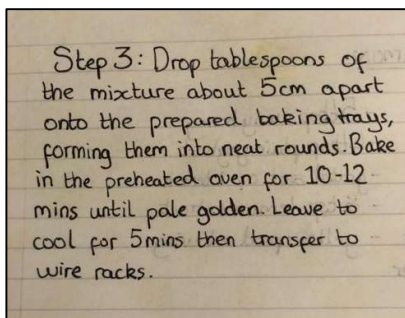 Step 3: Drop tablespoons of
the mixture about 5cm apart
onto the prepared baking trays,
forming them into neat rounds. Bake
in the preheated oven for 10-12
mins until pale golden. Leave to
cool for 5mins then transfer to
wire racks.